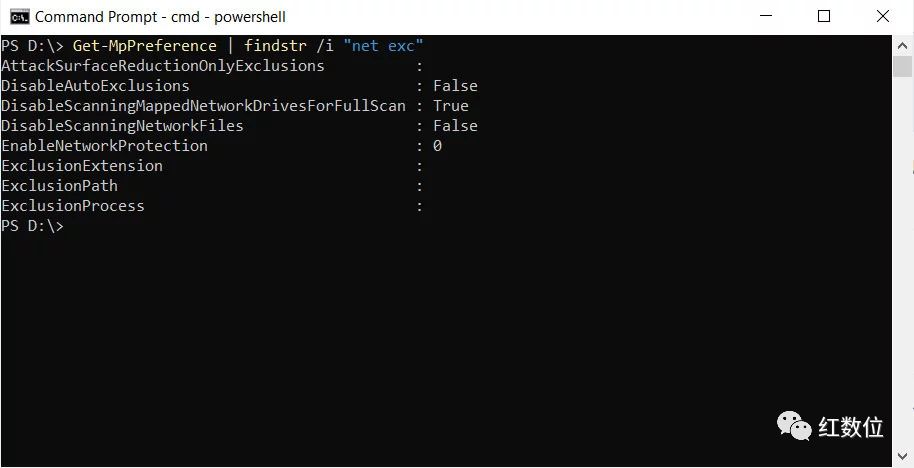 Command Prompt - cmd - powershell
PS D:\> Get-MpPreference | findstr /i "net exc"
AttackSurfaceReductionOnlyExclusions          :
DisableAutoExclusions                         : False
DisableScanningMappedNetworkDrivesForFullScan : True
DisableScanningNetworkFiles                   : False
EnableNetworkProtection                       : 0
ExclusionExtension                            :
ExclusionPath                                 :
ExclusionProcess                              :
PS D:\>
红数位